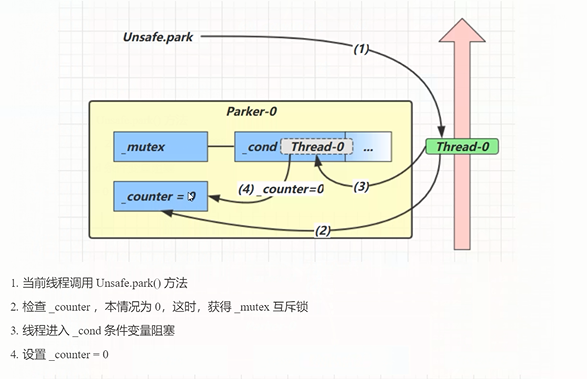 Unsafe.park
(1)
Parker-0
_mutex
_cond
Thread-0
...
Thread-0
_counter = 0
(4) _counter=0
(3)
(2)
1. 当前线程调用 Unsafe.park() 方法
2. 检查 _counter ，本情况为 0，这时，获得 _mutex 互斥锁
3. 线程进入 _cond 条件变量阻塞
4. 设置 _counter = 0